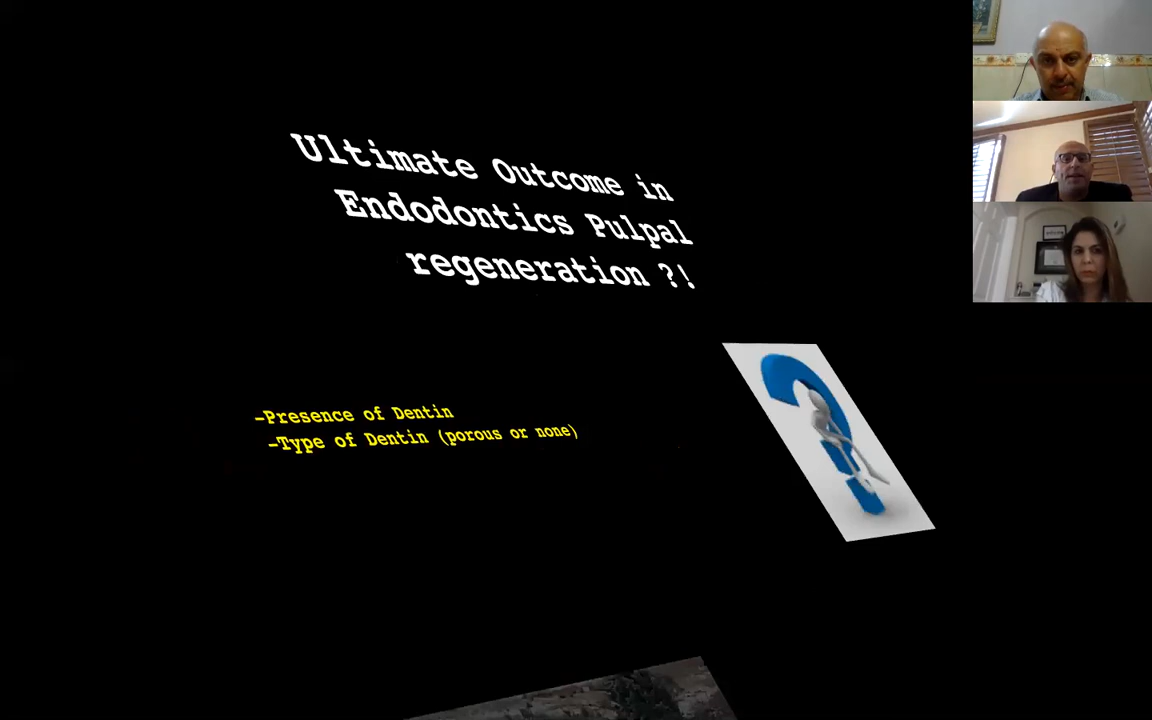 Ultimate Outcome in
Endodontics Pulpal
regeneration ?!
-Presence of Dentin
-Type of Dentin (porous or none)